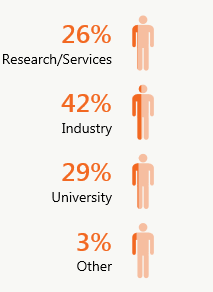 26%
Research/Services
42%
Industry
29%
University
3%
Other